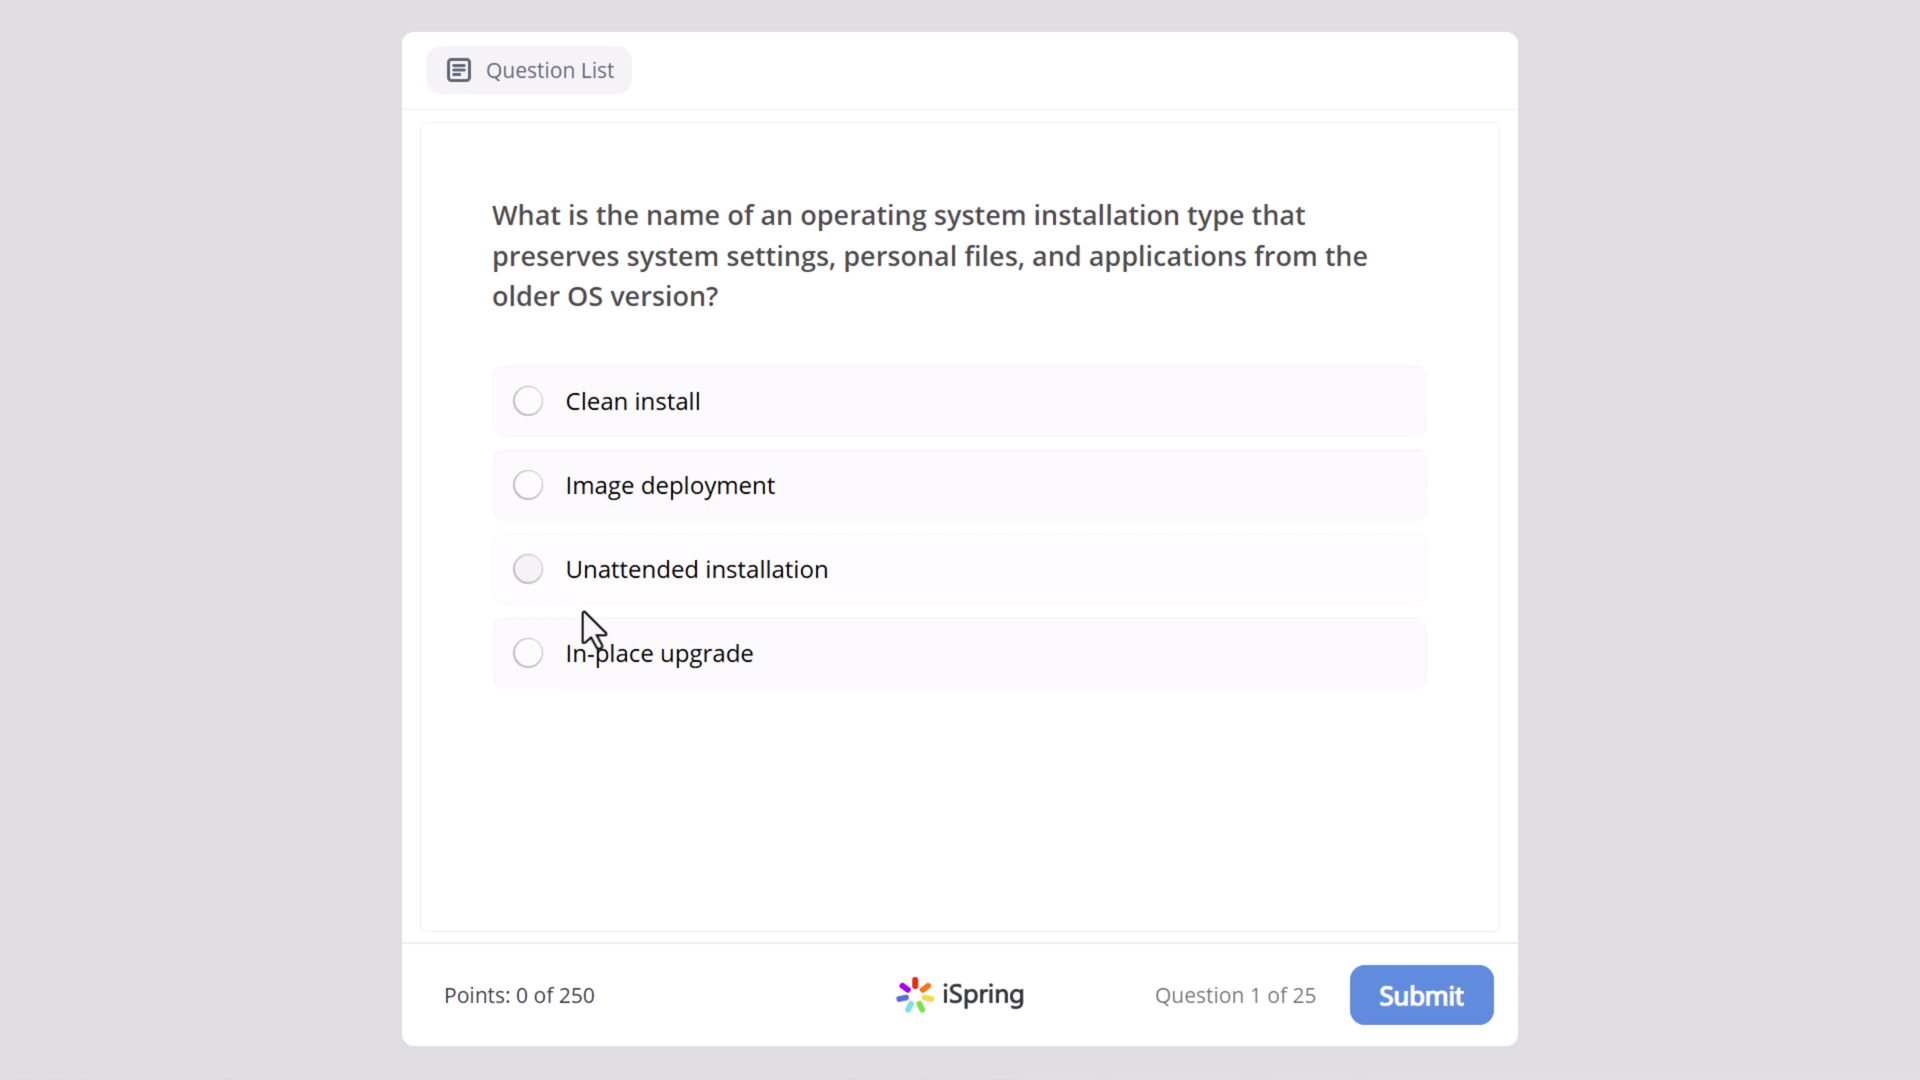 Question List
What is the name of an operating system installation type that
preserves system settings, personal files, and applications from the
older OS version?
Clean install
Image deployment
Unattended installation
In-place upgrade
Points: 0 of 250
iSpring
Question 1 of 25
Submit